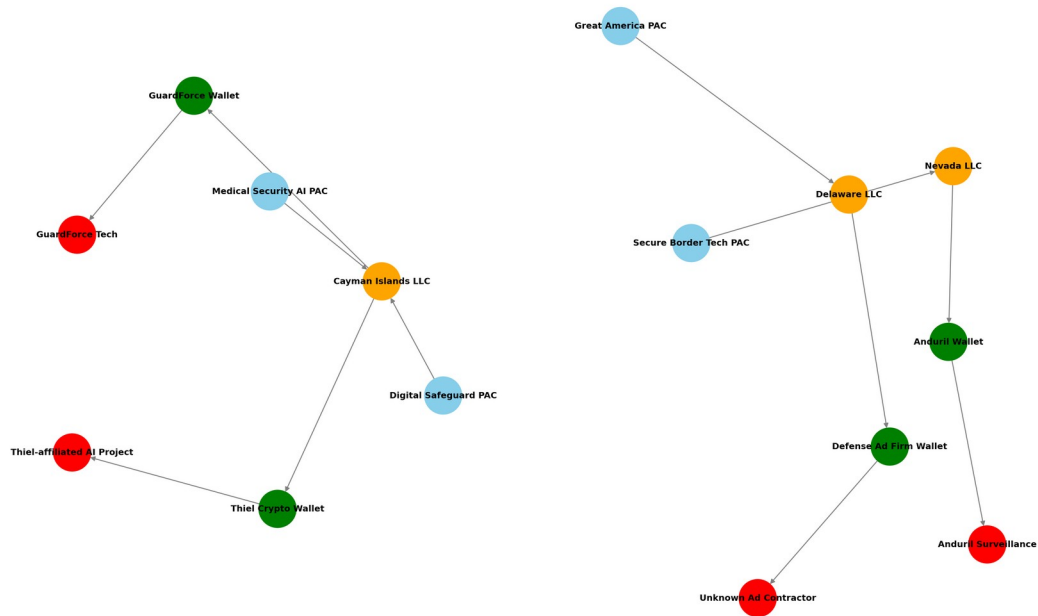 Great America PAC
GuardForce Wallet
Nevada LLC
Medical Security AI PAC
Delaware LLC
GuardForce Tech
Secure Border Tech PAC
Cayman Islands LLC
Anduril Wallet
Digital Safeguard PAC
Defense Ad Firm Wallet
Thiel-affiliated AI Project
Thiel Crypto Wallet
Anduril Surveillance
Unknown Ad Contractor